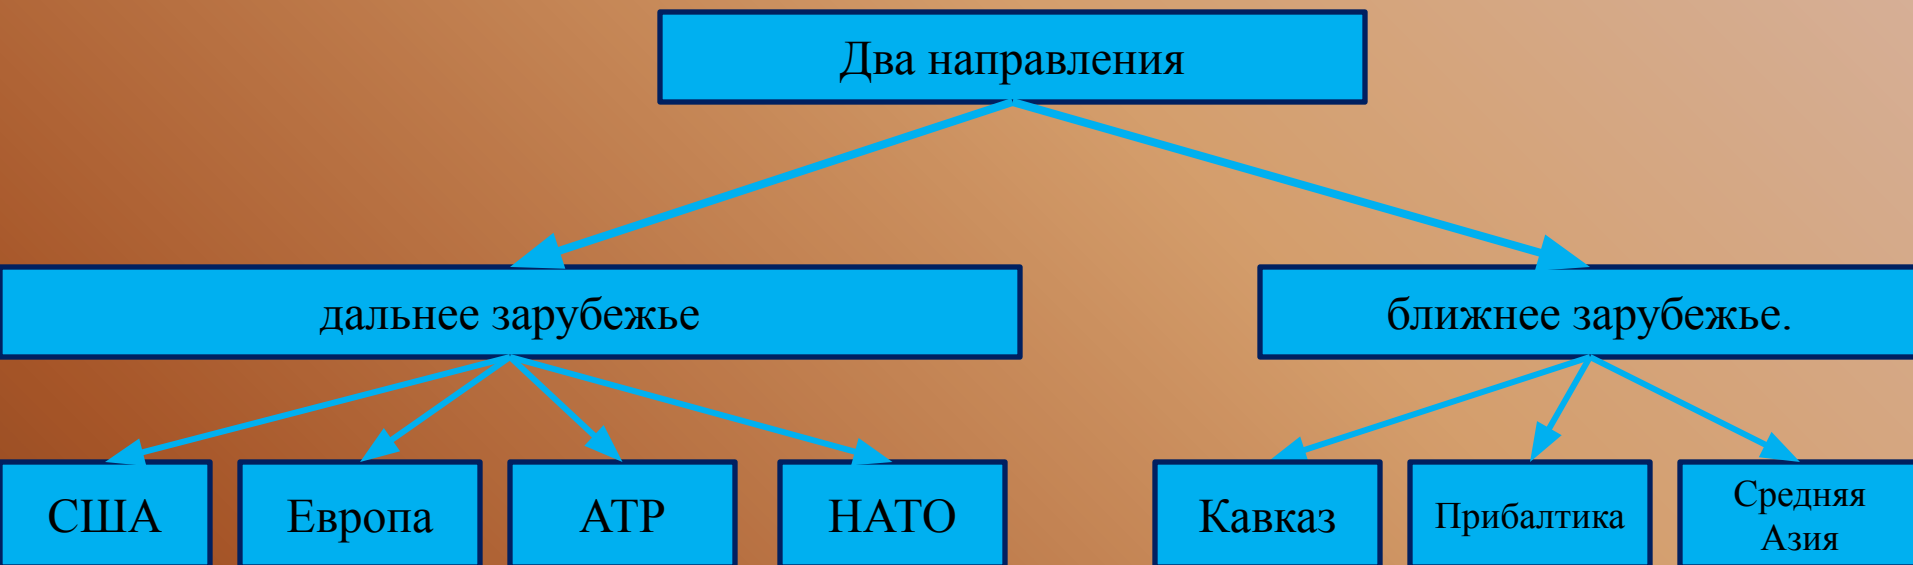 Два направления
дальнее зарубежье
ближнее зарубежье.
США
Европа
АТР
НАТО
Кавказ
Прибалтика
Средняя
Азия